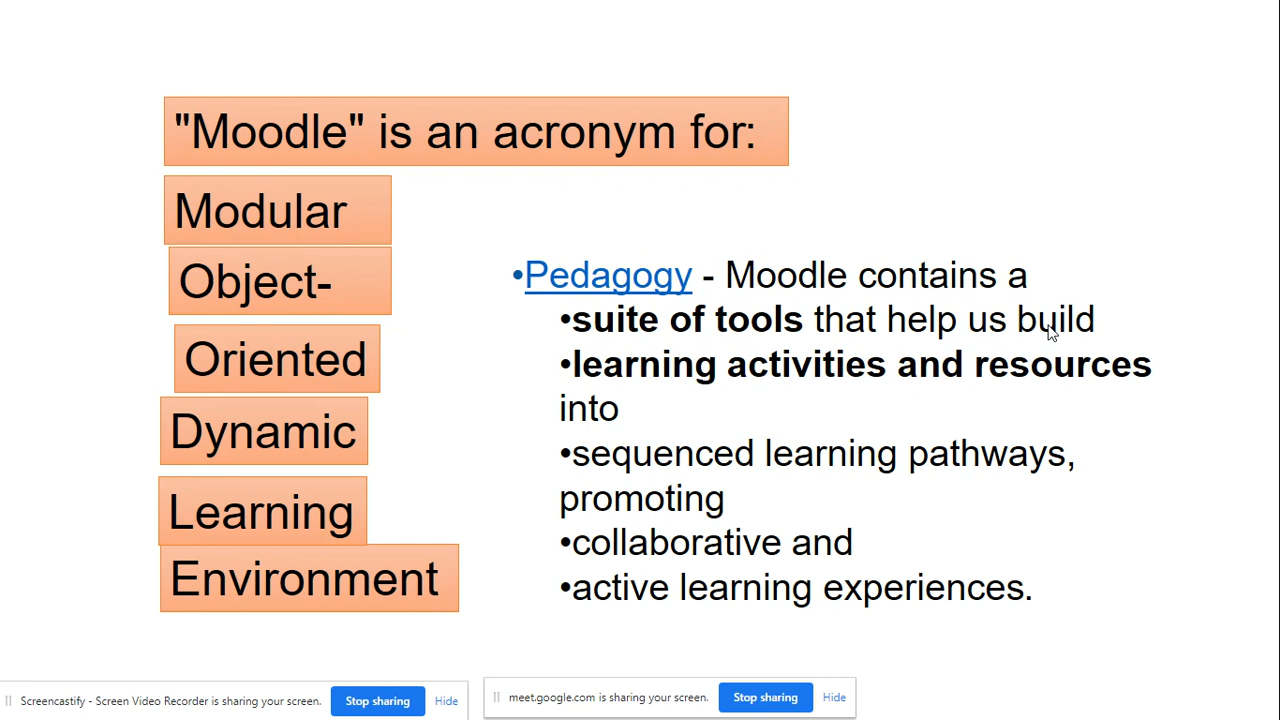 "Moodle" is an acronym for:
Modular
Object-
Oriented
Dynamic
Learning
Environment
•Pedagogy - Moodle contains a
•suite of tools that help us build
•learning activities and resources
into
•sequenced learning pathways,
promoting
•collaborative and
•active learning experiences.
Screencastify - Screen Video Recorder is sharing your screen. Stop sharing Hide
meet.google.com is sharing your screen. Stop sharing Hide